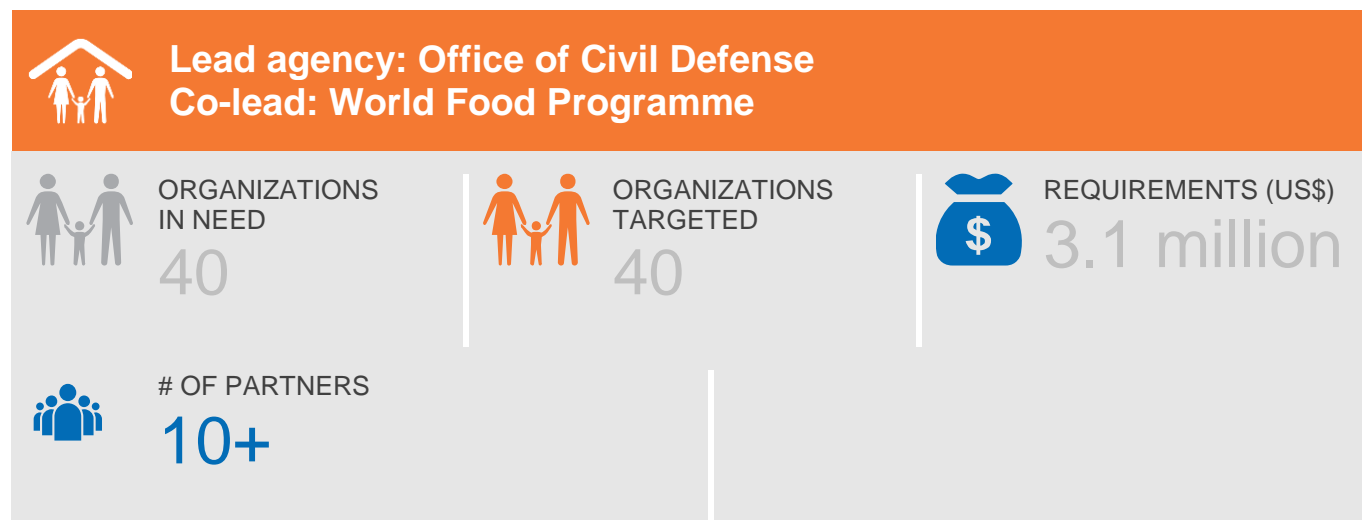 Lead agency: Office of Civil Defense
Co-lead: World Food Programme
ORGANIZATIONS
IN NEED
40
ORGANIZATIONS
TARGETED
40
$
REQUIREMENTS (US$)
3.1 million
# OF PARTNERS
10+